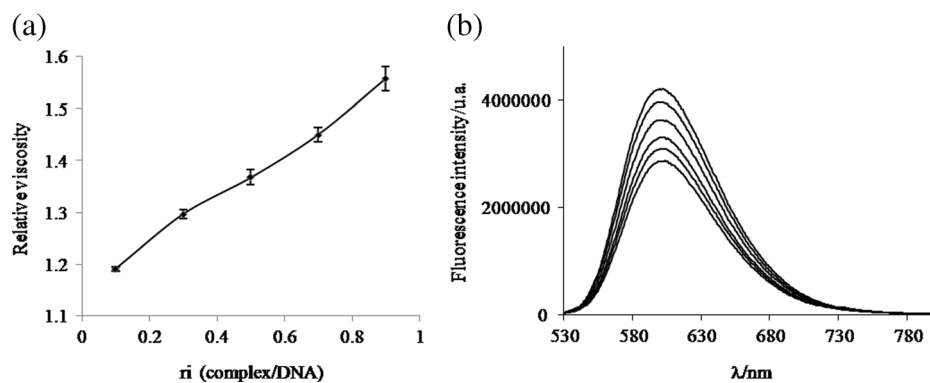 (a)
Relative viscosity
1.6
1.5
1.4
1.3
1.2
1.1
0 0.2 0.4 0.6 0.8 1
ri (complex/DNA)
(b)
Fluorescence intensity/u.a.
4000000
2000000
0
530 580 630 680 730 780
λ/nm